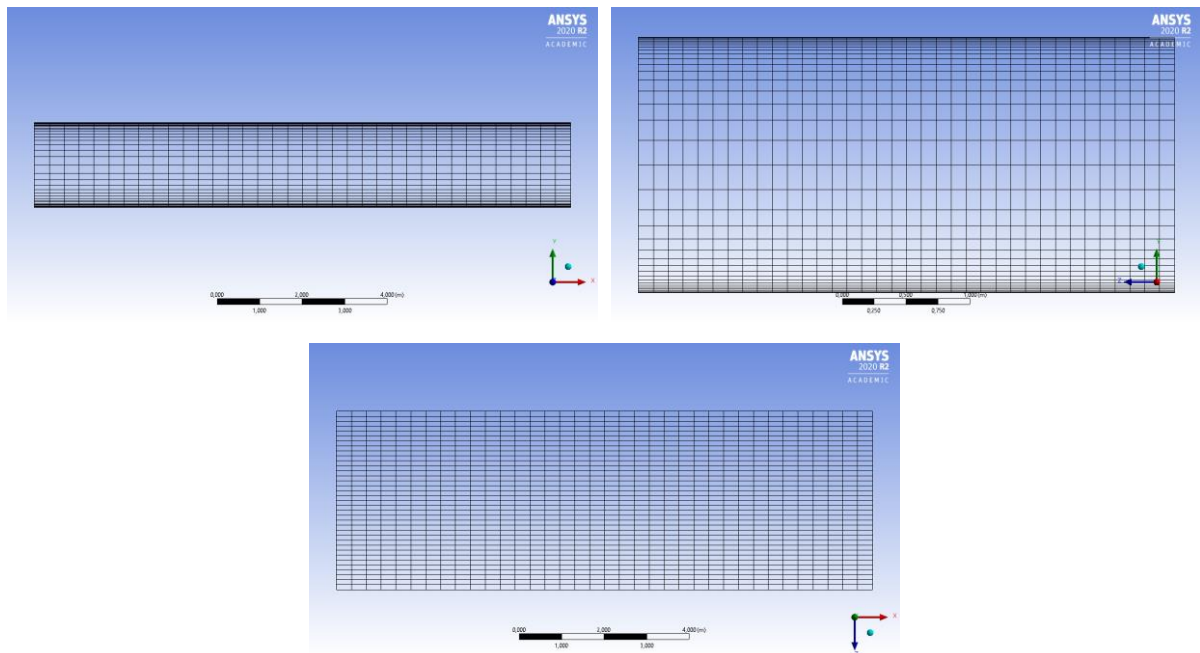 ANSYS
2020 R2
ACADEMIC
Y
X
0,000 2,000 4,000 (m)
1,000 3,000
ANSYS
2020 R2
ACADEMIC
Z
0,000 0,500 1,000 (m)
0,250 0,750
ANSYS
2020 R2
ACADEMIC
X
0,000 2,000 4,000 (m)
1,000 3,000